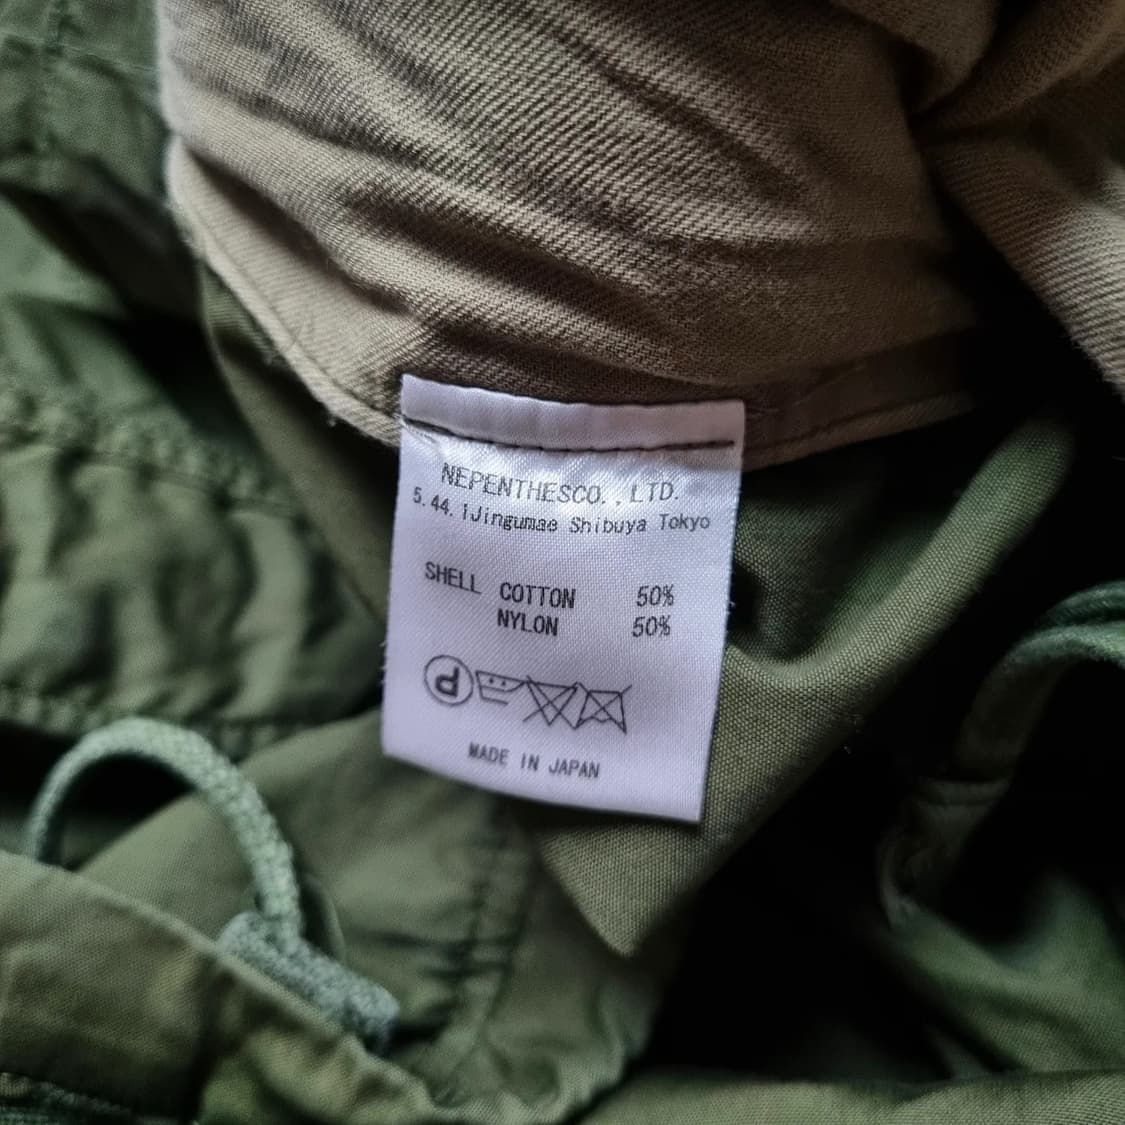 NEPENTHESCO.,LTD.
5.44.1Jingumae Shibuya Tokyo
SHELL COTTON 50%
NYLON 50%
P
MADE IN JAPAN